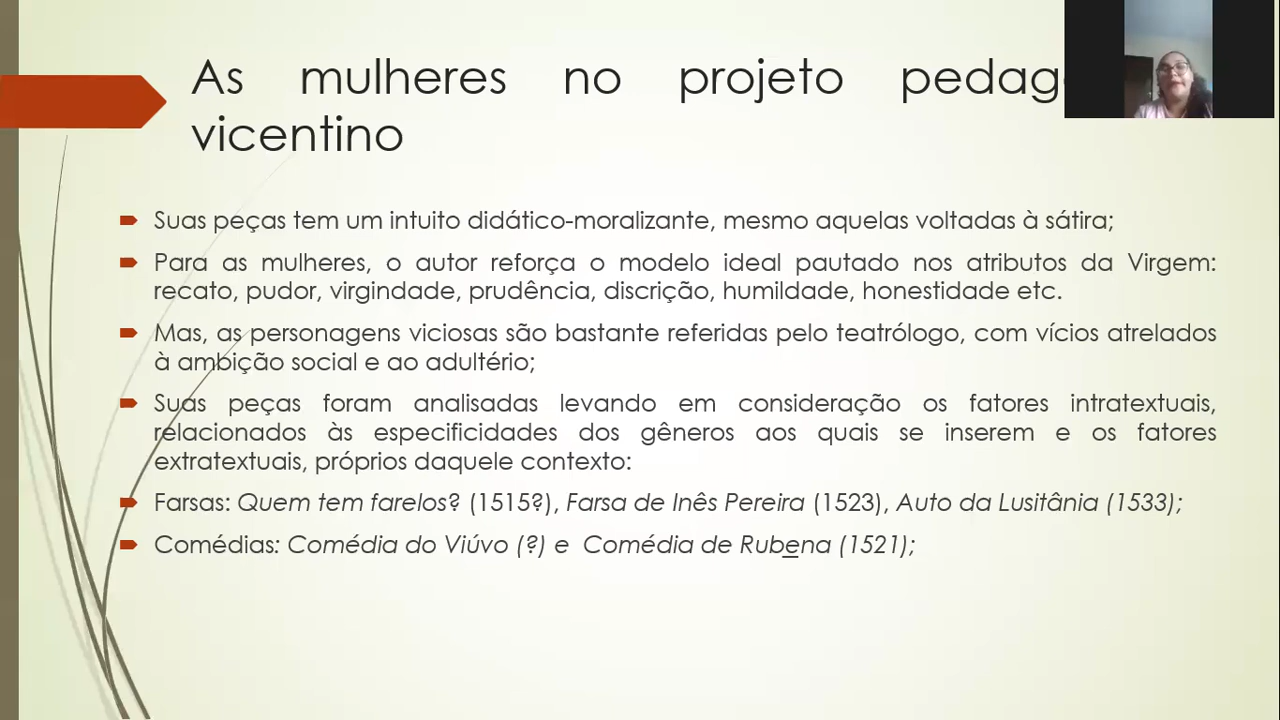 As mulheres no projeto
vicentino
Suas peças tem um intuito didático-moralizante, mesmo aquelas voltadas à sátira;
Para as mulheres, o autor reforça o modelo ideal pautado nos atributos da Virgem:
recato, pudor, virgindade, prudência, discrição, humildade, honestidade etc.
Mas, as personagens viciosas são bastante referidas pelo teatrólogo, com vícios atrelados
à ambição social e ao adultério;
Suas peças foram analisadas levando em consideração os fatores intratextuais,
relacionados às especificidades dos gêneros aos quais se inserem e os fatores
extratextuais, próprios daquele contexto:
Farsas: Quem tem farelos? (1515?), Farsa de Inês Pereira (1523), Auto da Lusitânia (1533);
Comédias: Comédia do Viúvo (?) e Comédia de Rubena (1521);